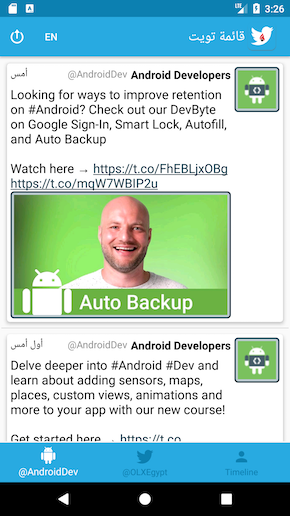 3:26
قائمة تويت
EN
Android Developers @AndroidDev أمس
Looking for ways to improve retention
on #Android? Check out our DevByte
on Google Sign-In, Smart Lock, Autofill,
and Auto Backup
Watch here → https://t.co/FhEBLjxOBg
https://t.co/mqW7WBIP2u
Auto Backup
Android Developers @AndroidDev أول أمس
Delve deeper into #Android #Dev and
learn about adding sensors, maps,
places, custom views, animations and
more to your app with our new course!
Get started here → https://t.co
@AndroidDev
@OLXEgypt
Timeline